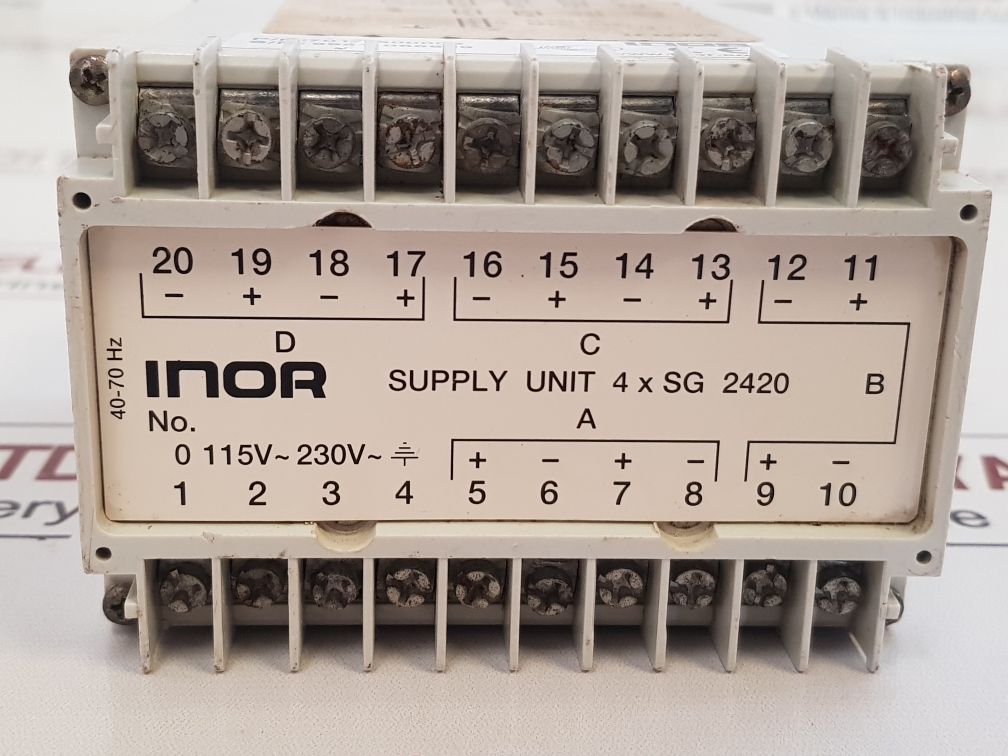 20 19 18 17 16 15 14 13 12 11
− + − + − + − + − +
D C
40-70 Hz
INOR SUPPLY UNIT 4 x SG 2420 B
No. A
0 115V~ 230V~ + − + − + −
1 2 3 4 5 6 7 8 9 10